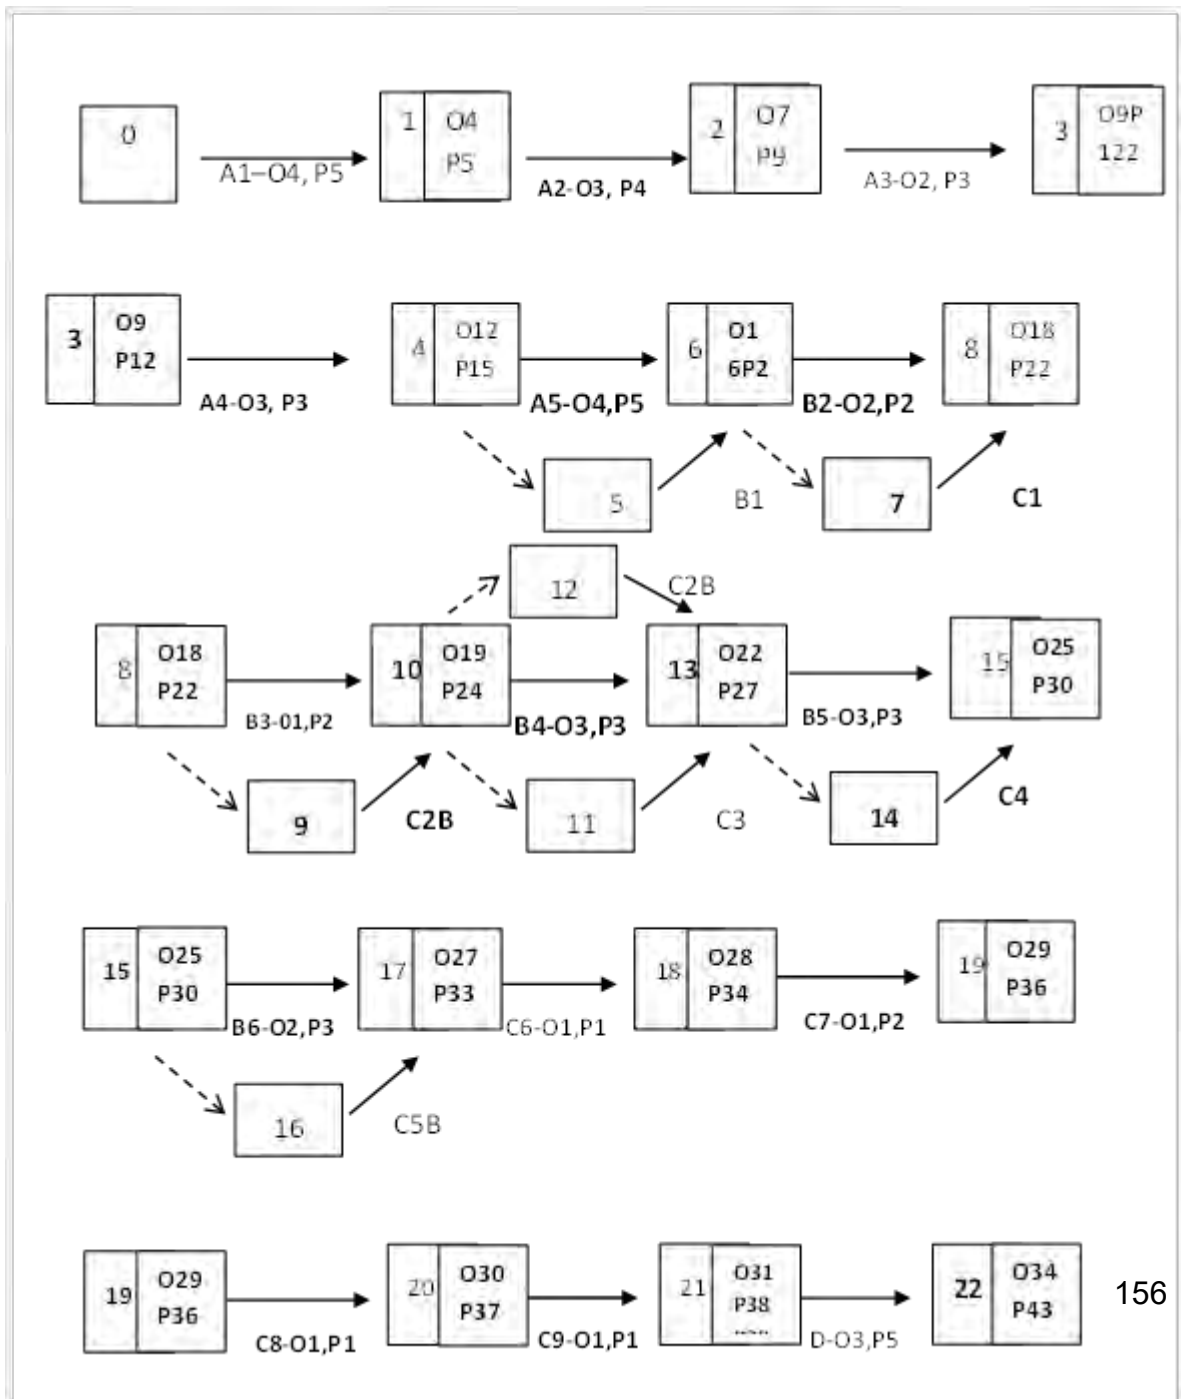 0
A1–O4, P5
1
O4
P5
A2-O3, P4
2
O7
P9
A3-O2, P3
3
O9P
122
3
O9
P12
A4-O3, P3
4
O12
P15
A5-O4,P5
6
O1
6P2
B2-O2,P2
8
O18
P22
5
B1
7
C1
12
C2B
8
O18
P22
B3-01,P2
10
O19
P24
B4-O3,P3
13
O22
P27
B5-O3,P3
15
O25
P30
9
C2B
11
C3
14
C4
15
O25
P30
B6-O2,P3
17
O27
P33
C6-O1,P1
18
O28
P34
C7-O1,P2
19
O29
P36
16
C5B
19
O29
P36
C8-O1,P1
20
O30
P37
C9-O1,P1
21
O31
P38
D-O3,P5
22
O34
P43
156